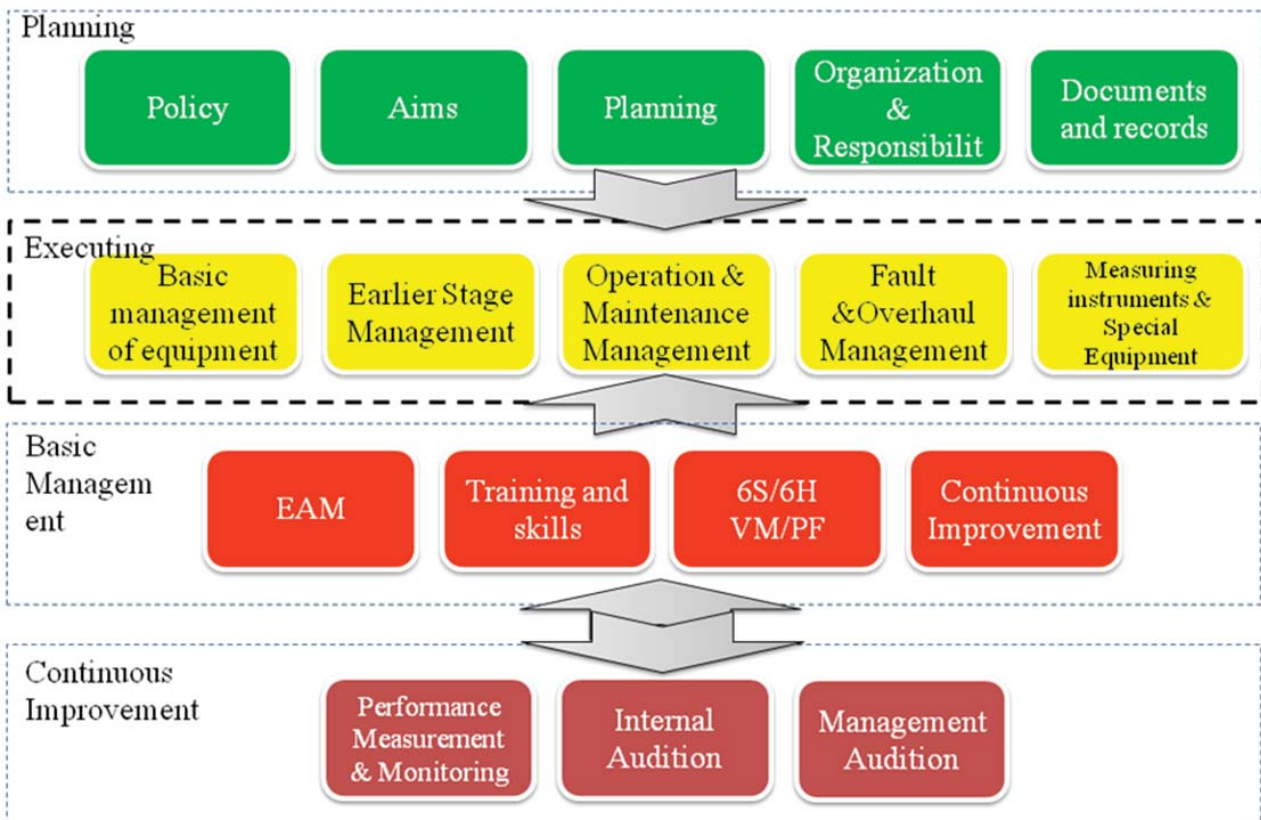 Planning
Policy
Aims
Planning
Organization
&
Responsibilit
Documents
and records
Executing
Basic
management
of equipment
Earlier Stage
Management
Operation &
Maintenance
Management
Fault
&Overhaul
Management
Measuring
instruments &
Special
Equipment
Basic
Managem
ent
EAM
Training and
skills
6S/6H
VM/PF
Continuous
Improvement
Continuous
Improvement
Performance
Measurement
& Monitoring
Internal
Audition
Management
Audition